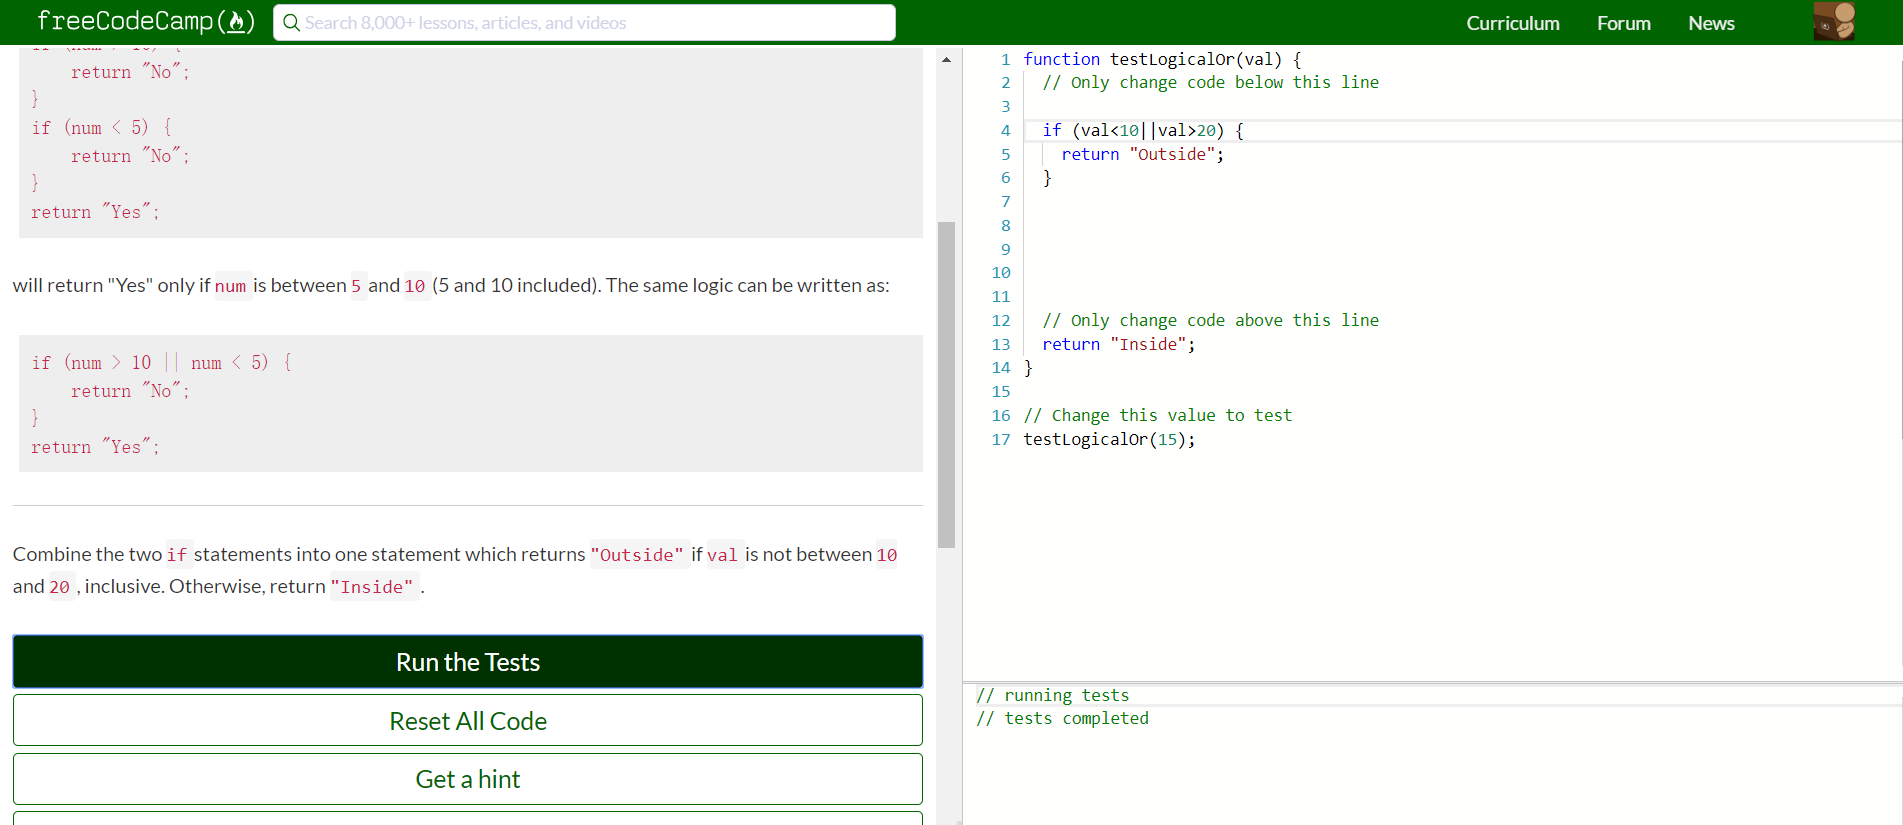 freeCodeCamp(🔥)
Search 8,000+ lessons, articles, and videos
Curriculum
Forum
News
if (num > 10) {
    return "No";
}
if (num < 5) {
    return "No";
}
return "Yes";
will return "Yes" only if num is between 5 and 10 (5 and 10 included). The same logic can be written as:
if (num > 10 || num < 5) {
    return "No";
}
return "Yes";
Combine the two if statements into one statement which returns "Outside" if val is not between 10
and 20 , inclusive. Otherwise, return "Inside" .
Run the Tests
Reset All Code
Get a hint
1 function testLogicalOr(val) {
2   // Only change code below this line
3
4   if (val<10||val>20) {
5     return "Outside";
6   }
7
8
9
10
11
12   // Only change code above this line
13   return "Inside";
14 }
15
16 // Change this value to test
17 testLogicalOr(15);
// running tests
// tests completed